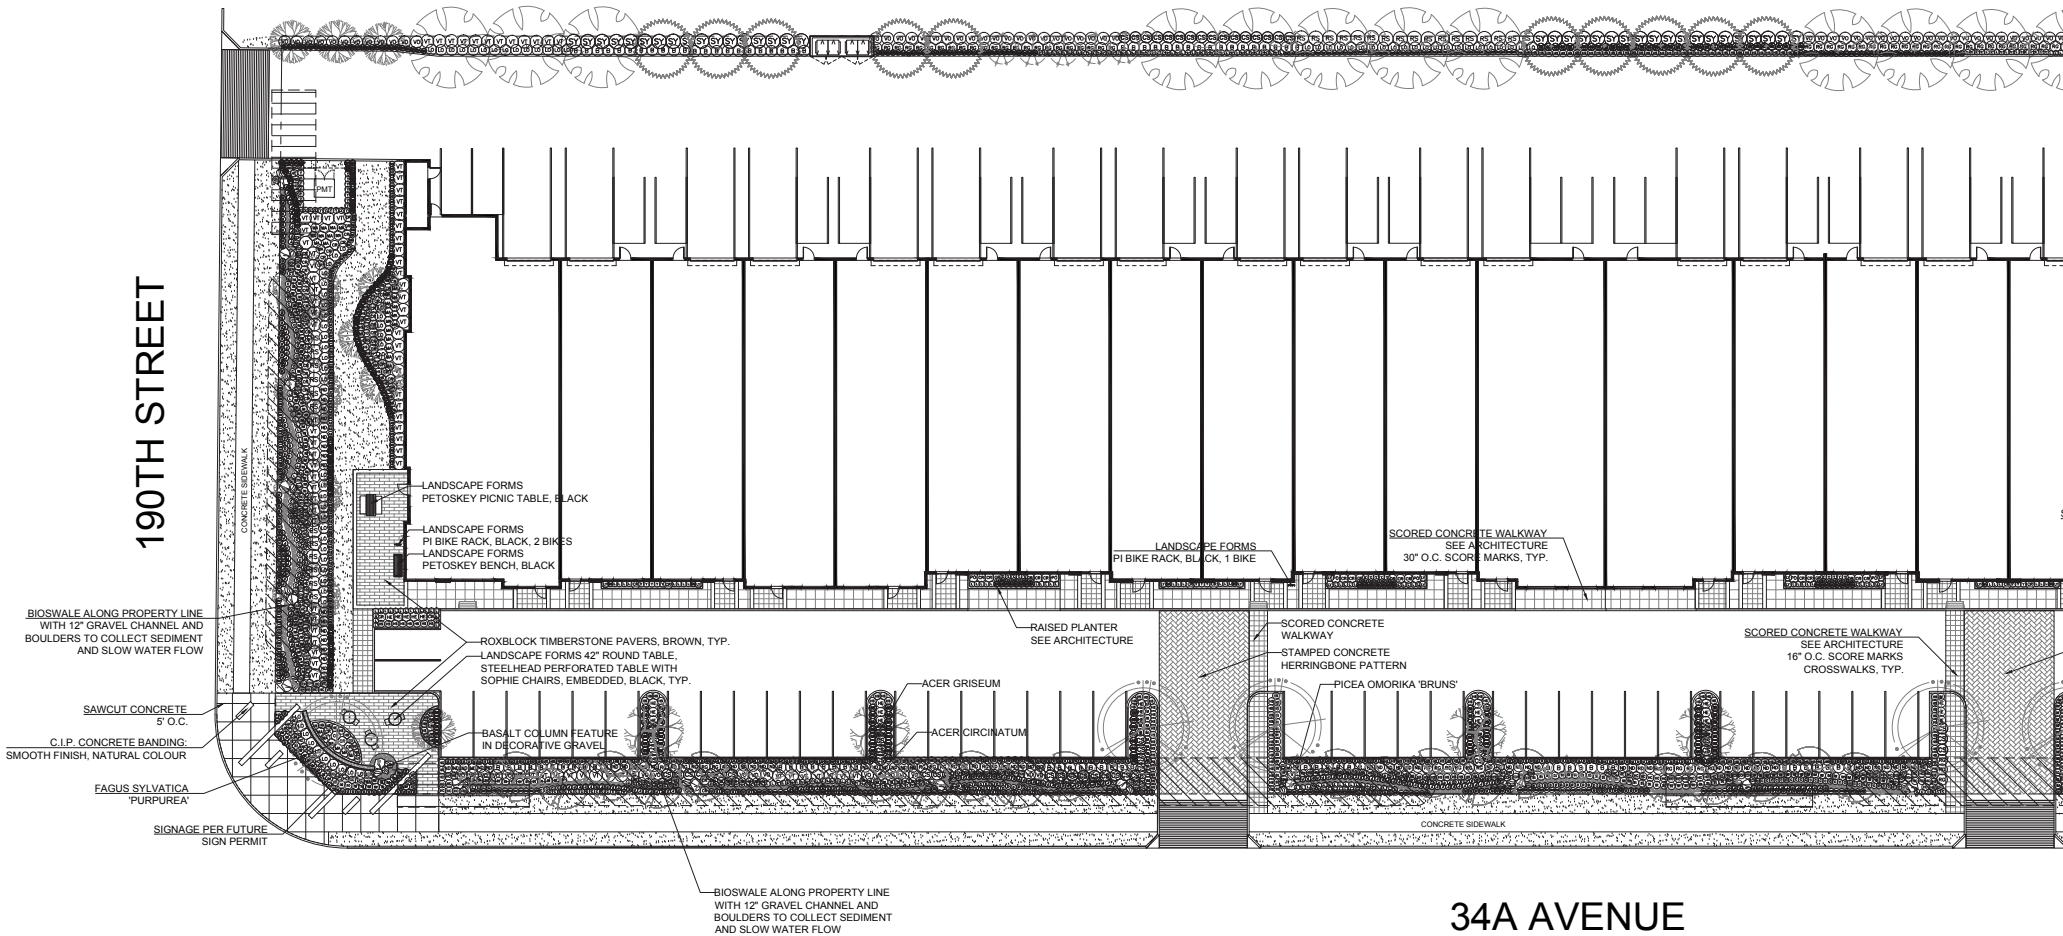 190TH STREET
PMT
CONCRETE SIDEWALK
LANDSCAPE FORMS
PETOSKEY PICNIC TABLE, BLACK
LANDSCAPE FORMS
PI BIKE RACK, BLACK, 2 BIKES
LANDSCAPE FORMS
PETOSKEY BENCH, BLACK
LANDSCAPE FORMS
PI BIKE RACK, BLACK, 1 BIKE
SCORED CONCRETE WALKWAY
SEE ARCHITECTURE
30" O.C. SCORE MARKS, TYP.
BIOSWALE ALONG PROPERTY LINE
WITH 12" GRAVEL CHANNEL AND
BOULDERS TO COLLECT SEDIMENT
AND SLOW WATER FLOW
ROXBLOCK TIMBERSTONE PAVERS, BROWN, TYP.
LANDSCAPE FORMS 42" ROUND TABLE,
STEELHEAD PERFORATED TABLE WITH
SOPHIE CHAIRS, EMBEDDED, BLACK, TYP.
RAISED PLANTER
SEE ARCHITECTURE
SCORED CONCRETE
WALKWAY
STAMPED CONCRETE
HERRINGBONE PATTERN
SCORED CONCRETE WALKWAY
SEE ARCHITECTURE
16" O.C. SCORE MARKS
CROSSWALKS, TYP.
ACER GRISEUM
PICEA OMORIKA 'BRUNS'
SAWCUT CONCRETE
5' O.C.
BASALT COLUMN FEATURE
IN DECORATIVE GRAVEL
ACER CIRCINATUM
C.I.P. CONCRETE BANDING:
SMOOTH FINISH, NATURAL COLOUR
FAGUS SYLVATICA
'PURPUREA'
SIGNAGE PER FUTURE
SIGN PERMIT
CONCRETE SIDEWALK
BIOSWALE ALONG PROPERTY LINE
WITH 12" GRAVEL CHANNEL AND
BOULDERS TO COLLECT SEDIMENT
AND SLOW WATER FLOW
34A AVENUE